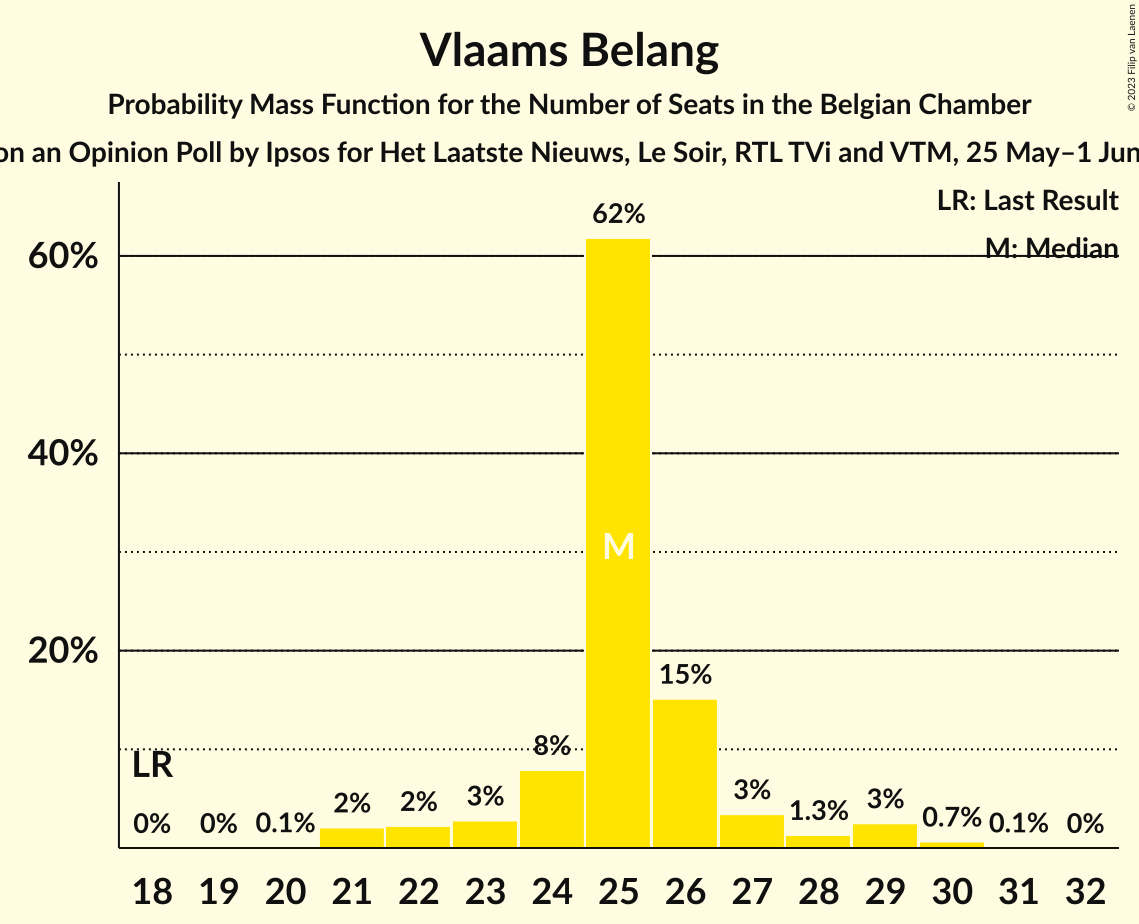 © 2023 Filip van Laenen
Vlaams Belang
Probability Mass Function for the Number of Seats in the Belgian Chamber
on an Opinion Poll by Ipsos for Het Laatste Nieuws, Le Soir, RTL TVi and VTM, 25 May–1 Jun
LR: Last Result
M: Median
60%
40%
20%
62%
M
15%
8%
LR
0%
0%
0.1%
2%
2%
3%
3%
1.3%
3%
0.7%
0.1%
0%
18 19 20 21 22 23 24 25 26 27 28 29 30 31 32